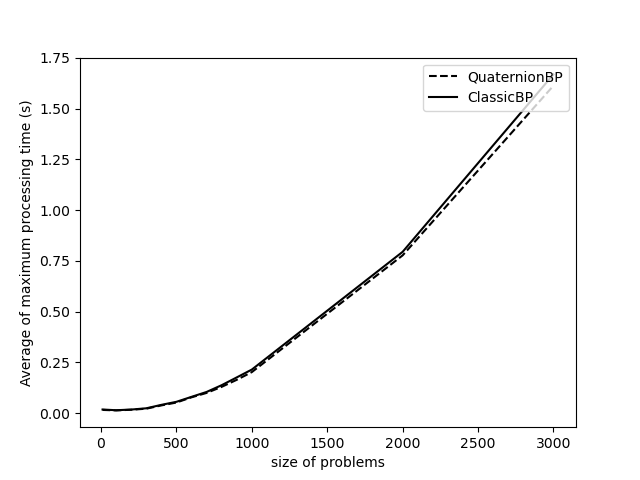 1.75
1.50
1.25
1.00
0.75
0.50
0.25
0.00
Average of maximum processing time (s)
QuaternionBP
ClassicBP
0 500 1000 1500 2000 2500 3000
size of problems